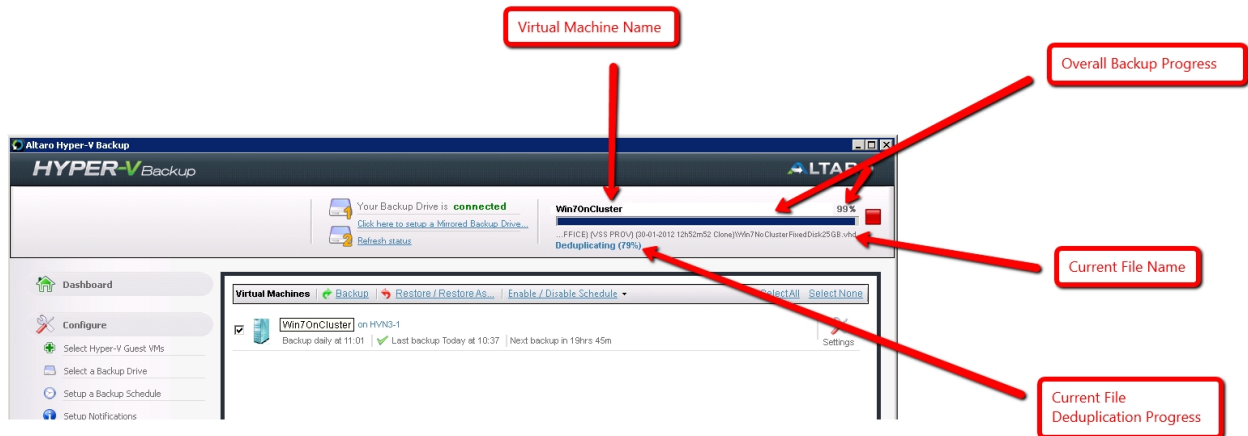 Virtual Machine Name
Overall Backup Progress
Altaro Hyper-V Backup
HYPER-V Backup
Your Backup Drive is connected
Click here to setup a Mirrored Backup Drive...
Refresh status
Win7OnCluster
99%
...FFICE) (VSS PROV) (30-01-2012 12h52m52 Clone)\Win7NoClusterFixedDisk25GB.vhd
Deduplicating (79%)
Current File Name
Dashboard
Configure
Select Hyper-V Guest VMs
Select a Backup Drive
Setup a Backup Schedule
Setup Notifications
Virtual Machines Backup Restore / Restore As... Enable / Disable Schedule Select All Select None
Win7OnCluster on HVN3-1
Backup daily at 11:01 Last backup Today at 10:37 Next backup in 19hrs 45m
Settings
Current File
Deduplication Progress